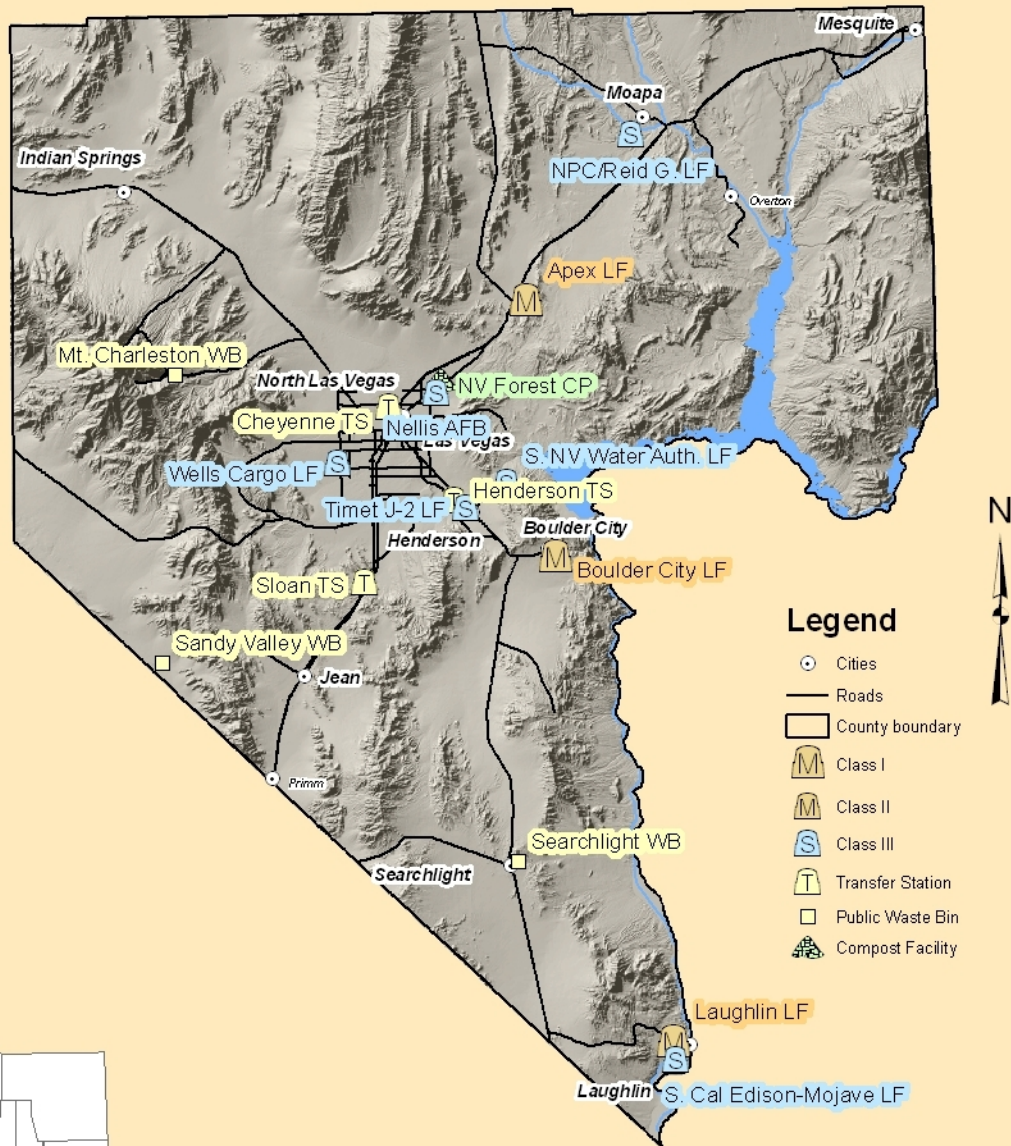 Mesquite
Moapa
S
NPC/Reid G. LF
Indian Springs
Overton
Apex LF
M
Mt. Charleston WB
North Las Vegas
S
NV Forest CP
T
Cheyenne TS
Nellis AFB
Las Vegas
S. NV Water Auth. LF
S
Wells Cargo LF
S
T
Henderson TS
Timet J-2 LF
S
Boulder City
Henderson
M
Boulder City LF
Sloan TS
T
Sandy Valley WB
Jean
Primm
Searchlight WB
Searchlight
Laughlin LF
M
S
Laughlin
S. Cal Edison-Mojave LF
N
Legend
Cities
Roads
County boundary
M Class I
M Class II
S Class III
T Transfer Station
Public Waste Bin
Compost Facility